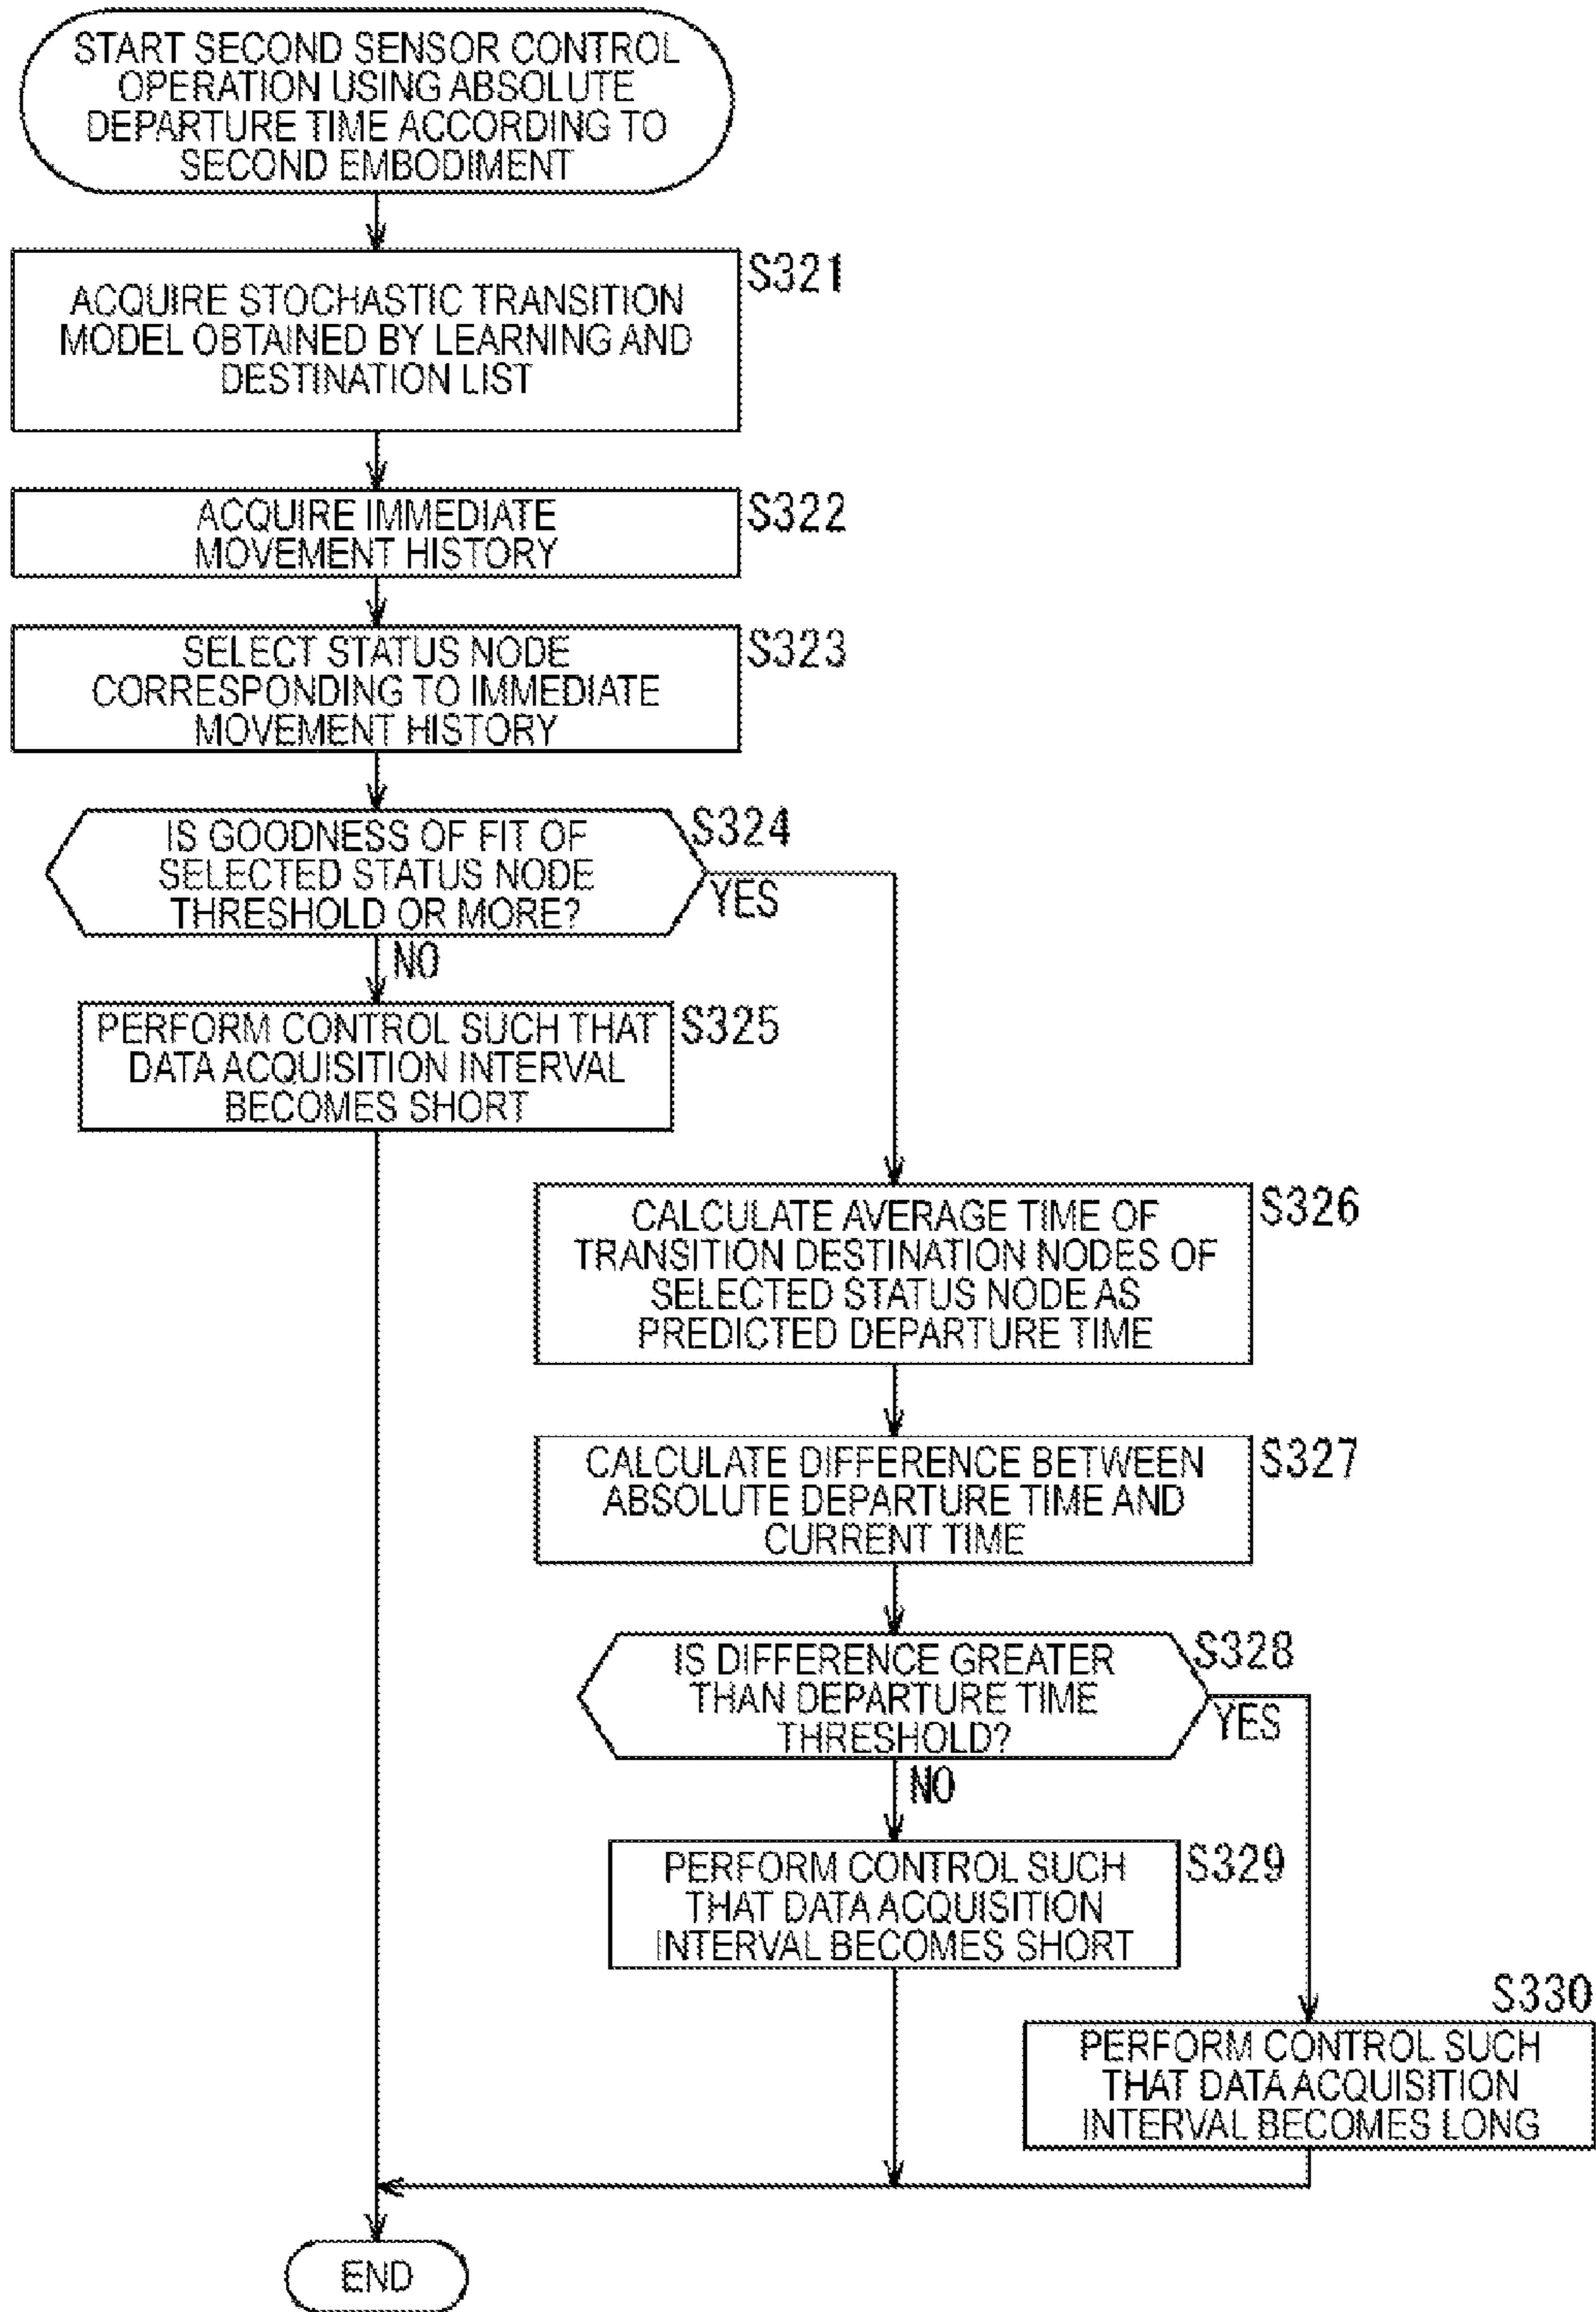 START SECOND SENSOR CONTROL
OPERATION USING ABSOLUTE
DEPARTURE TIME ACCORDING TO
SECOND EMBODIMENT
S321
ACQUIRE STOCHASTIC TRANSITION
MODEL OBTAINED BY LEARNING AND
DESTINATION LIST
S322
ACQUIRE IMMEDIATE
MOVEMENT HISTORY
S323
SELECT STATUS NODE
CORRESPONDING TO IMMEDIATE
MOVEMENT HISTORY
S324
IS GOODNESS OF FIT OF
SELECTED STATUS NODE
THRESHOLD OR MORE?
YES
NO
S325
PERFORM CONTROL SUCH THAT
DATA ACQUISITION INTERVAL
BECOMES SHORT
S326
CALCULATE AVERAGE TIME OF
TRANSITION DESTINATION NODES OF
SELECTED STATUS NODE AS
PREDICTED DEPARTURE TIME
S327
CALCULATE DIFFERENCE BETWEEN
ABSOLUTE DEPARTURE TIME AND
CURRENT TIME
S328
IS DIFFERENCE GREATER
THAN DEPARTURE TIME
THRESHOLD?
YES
NO
S329
PERFORM CONTROL SUCH
THAT DATA ACQUISITION
INTERVAL BECOMES SHORT
S330
PERFORM CONTROL SUCH
THAT DATA ACQUISITION
INTERVAL BECOMES LONG
END